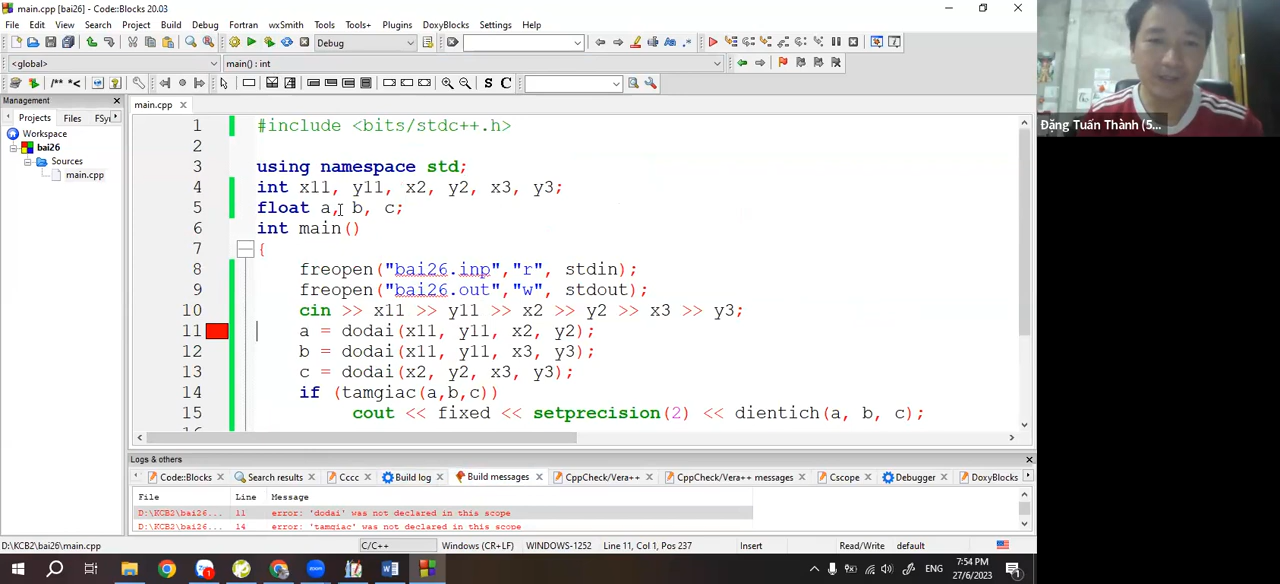 main.cpp [bai26] - Code::Blocks 20.03
File Edit View Search Project Build Debug Fortran wxSmith Tools Tools+ Plugins DoxyBlocks Settings Help
Debug
<global> main() : int
/** *<
S C
Management
main.cpp
Projects Files FSy
Workspace
bai26
Sources
main.cpp
1 #include <bits/stdc++.h>
2
3 using namespace std;
4 int x11, y11, x2, y2, x3, y3;
5 float a, b, c;
6 int main()
7 {
8 freopen("bai26.inp","r", stdin);
9 freopen("bai26.out","w", stdout);
10 cin >> x11 >> y11 >> x2 >> y2 >> x3 >> y3;
11 a = dodai(x11, y11, x2, y2);
12 b = dodai(x11, y11, x3, y3);
13 c = dodai(x2, y2, x3, y3);
14 if (tamgiac(a,b,c))
15 cout << fixed << setprecision(2) << dientich(a, b, c);
Đặng Tuấn Thành (5...
Logs & others
Code::Blocks Search results Cccc Build log Build messages CppCheck/Vera++ CppCheck/Vera++ messages Cscope Debugger DoxyBlocks
File Line Message
D:\KCB2\bai26... 11 error: 'dodai' was not declared in this scope
D:\KCB2\bai26... 14 error: 'tamgiac' was not declared in this scope
D:\KCB2\bai26\main.cpp C/C++ Windows (CR+LF) WINDOWS-1252 Line 11, Col 1, Pos 237 Insert Read/Write default
ENG
7:54 PM
27/6/2023